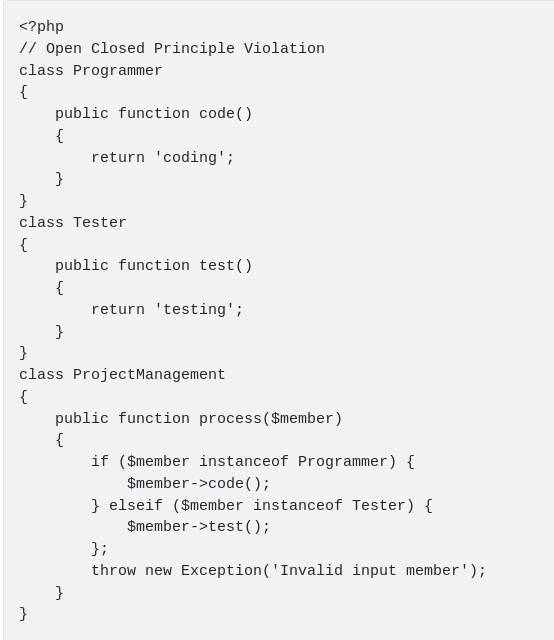 <?php
// Open Closed Principle Violation
class Programmer
{
    public function code()
    {
        return 'coding';
    }
}
class Tester
{
    public function test()
    {
        return 'testing';
    }
}
class ProjectManagement
{
    public function process($member)
    {
        if ($member instanceof Programmer) {
            $member->code();
        } elseif ($member instanceof Tester) {
            $member->test();
        };
        throw new Exception('Invalid input member');
    }
}